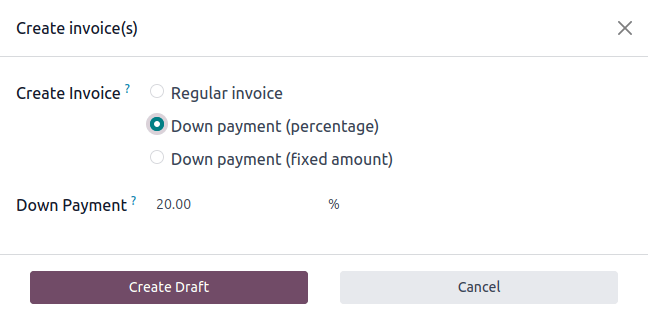 Create invoice(s)
Create Invoice ? Regular invoice
Down payment (percentage)
Down payment (fixed amount)
Down Payment ? 20.00 %
Create Draft Cancel